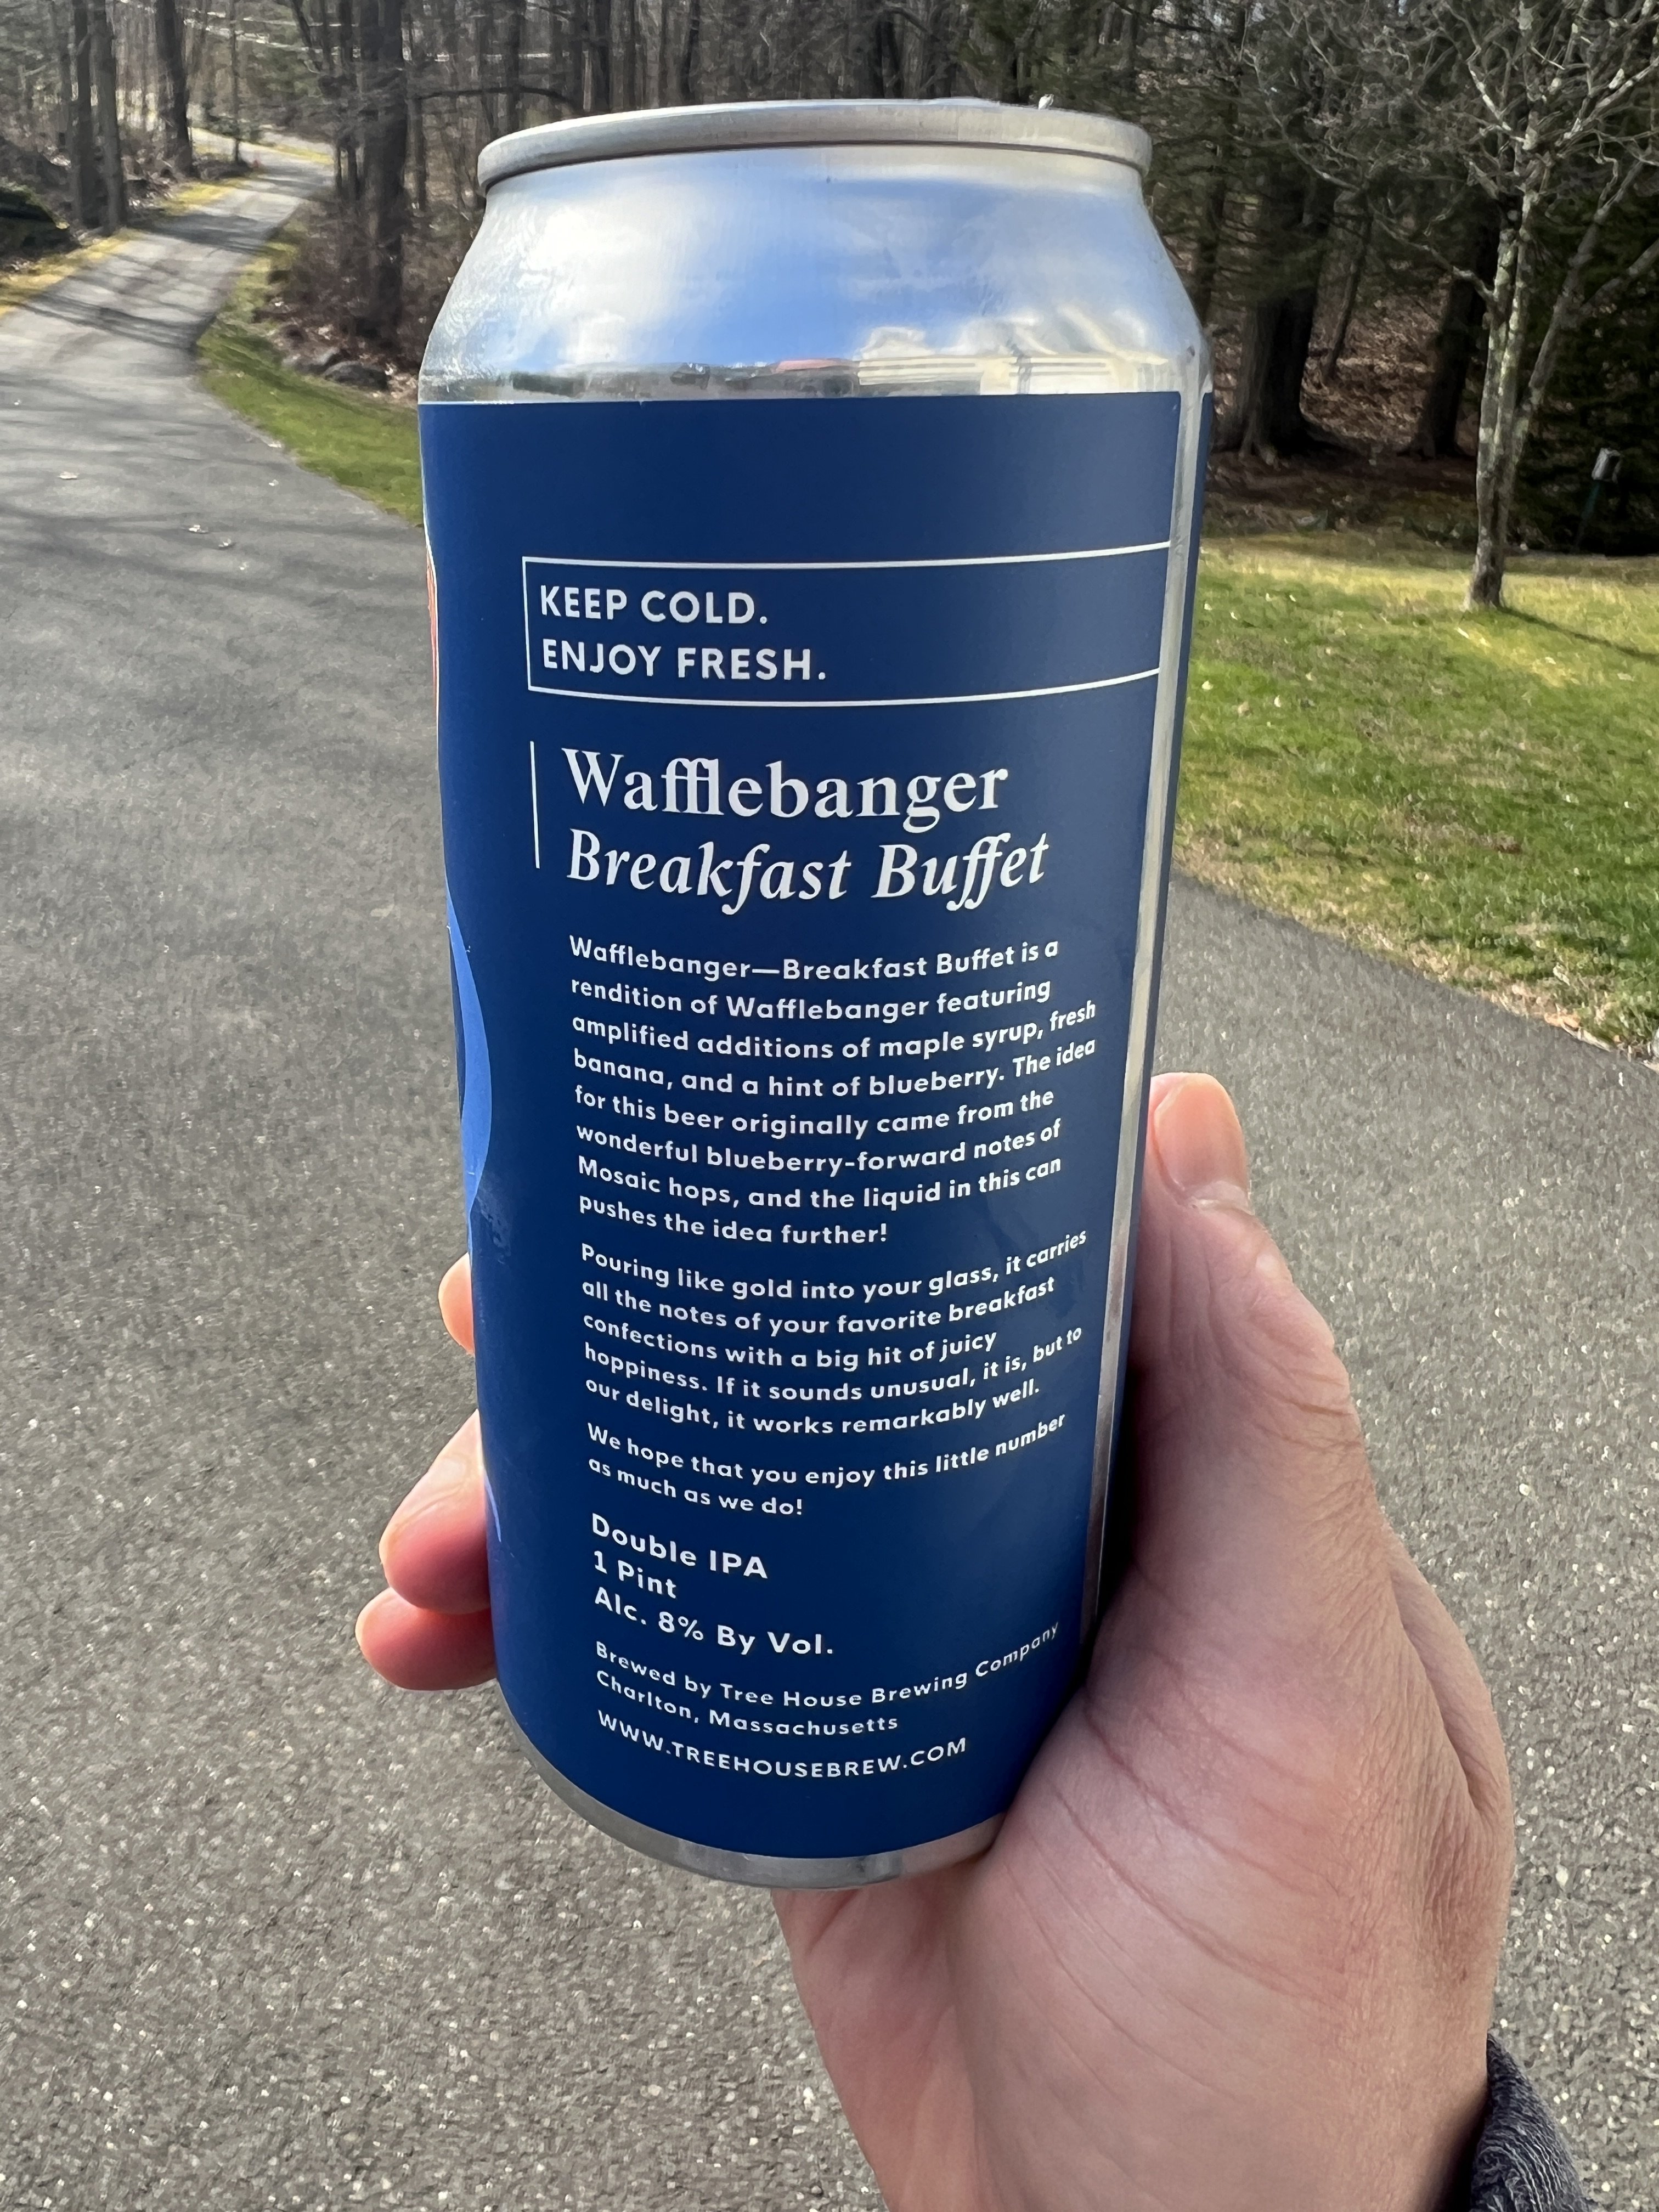 KEEP COLD.
ENJOY FRESH.
Wafflebanger
Breakfast Buffet
Wafflebanger—Breakfast Buffet is a
rendition of Wafflebanger featuring
amplified additions of maple syrup, fresh
banana, and a hint of blueberry. The idea
for this beer originally came from the
wonderful blueberry-forward notes of
Mosaic hops, and the liquid in this can
pushes the idea further!
Pouring like gold into your glass, it carries
all the notes of your favorite breakfast
confections with a big hit of juicy
hoppiness. If it sounds unusual, it is, but to
our delight, it works remarkably well.
We hope that you enjoy this little number
as much as we do!
Double IPA
1 Pint
Alc. 8% By Vol.
Brewed by Tree House Brewing Company
Charlton, Massachusetts
WWW.TREEHOUSEBREW.COM